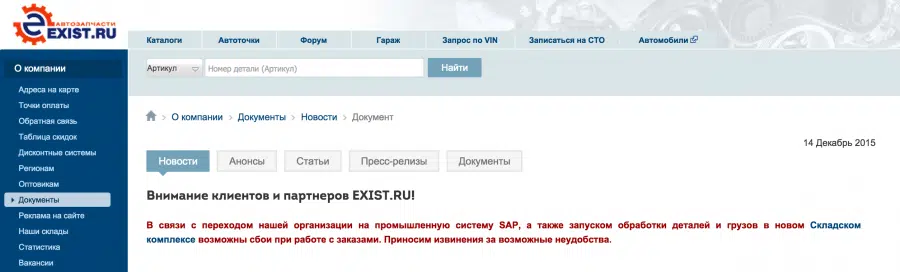 АВТОЗАПЧАСТИ
EXIST.RU
Каталоги Автоточки Форум Гараж Запрос по VIN Записаться на СТО Автомобили
Артикул Номер детали (Артикул) Найти
О компании
Адреса на карте
Точки оплаты
Обратная связь
Таблица скидок
Дисконтные системы
Регионам
Оптовикам
Документы
Реклама на сайте
Наши склады
Статистика
Вакансии
О компании Документы Новости Документ
14 Декабрь 2015
Новости Анонсы Статьи Пресс-релизы Документы
Внимание клиентов и партнеров EXIST.RU!
В связи с переходом нашей организации на промышленную систему SAP, а также запуском обработки деталей и грузов в новом Складском
комплексе возможны сбои при работе с заказами. Приносим извинения за возможные неудобства.